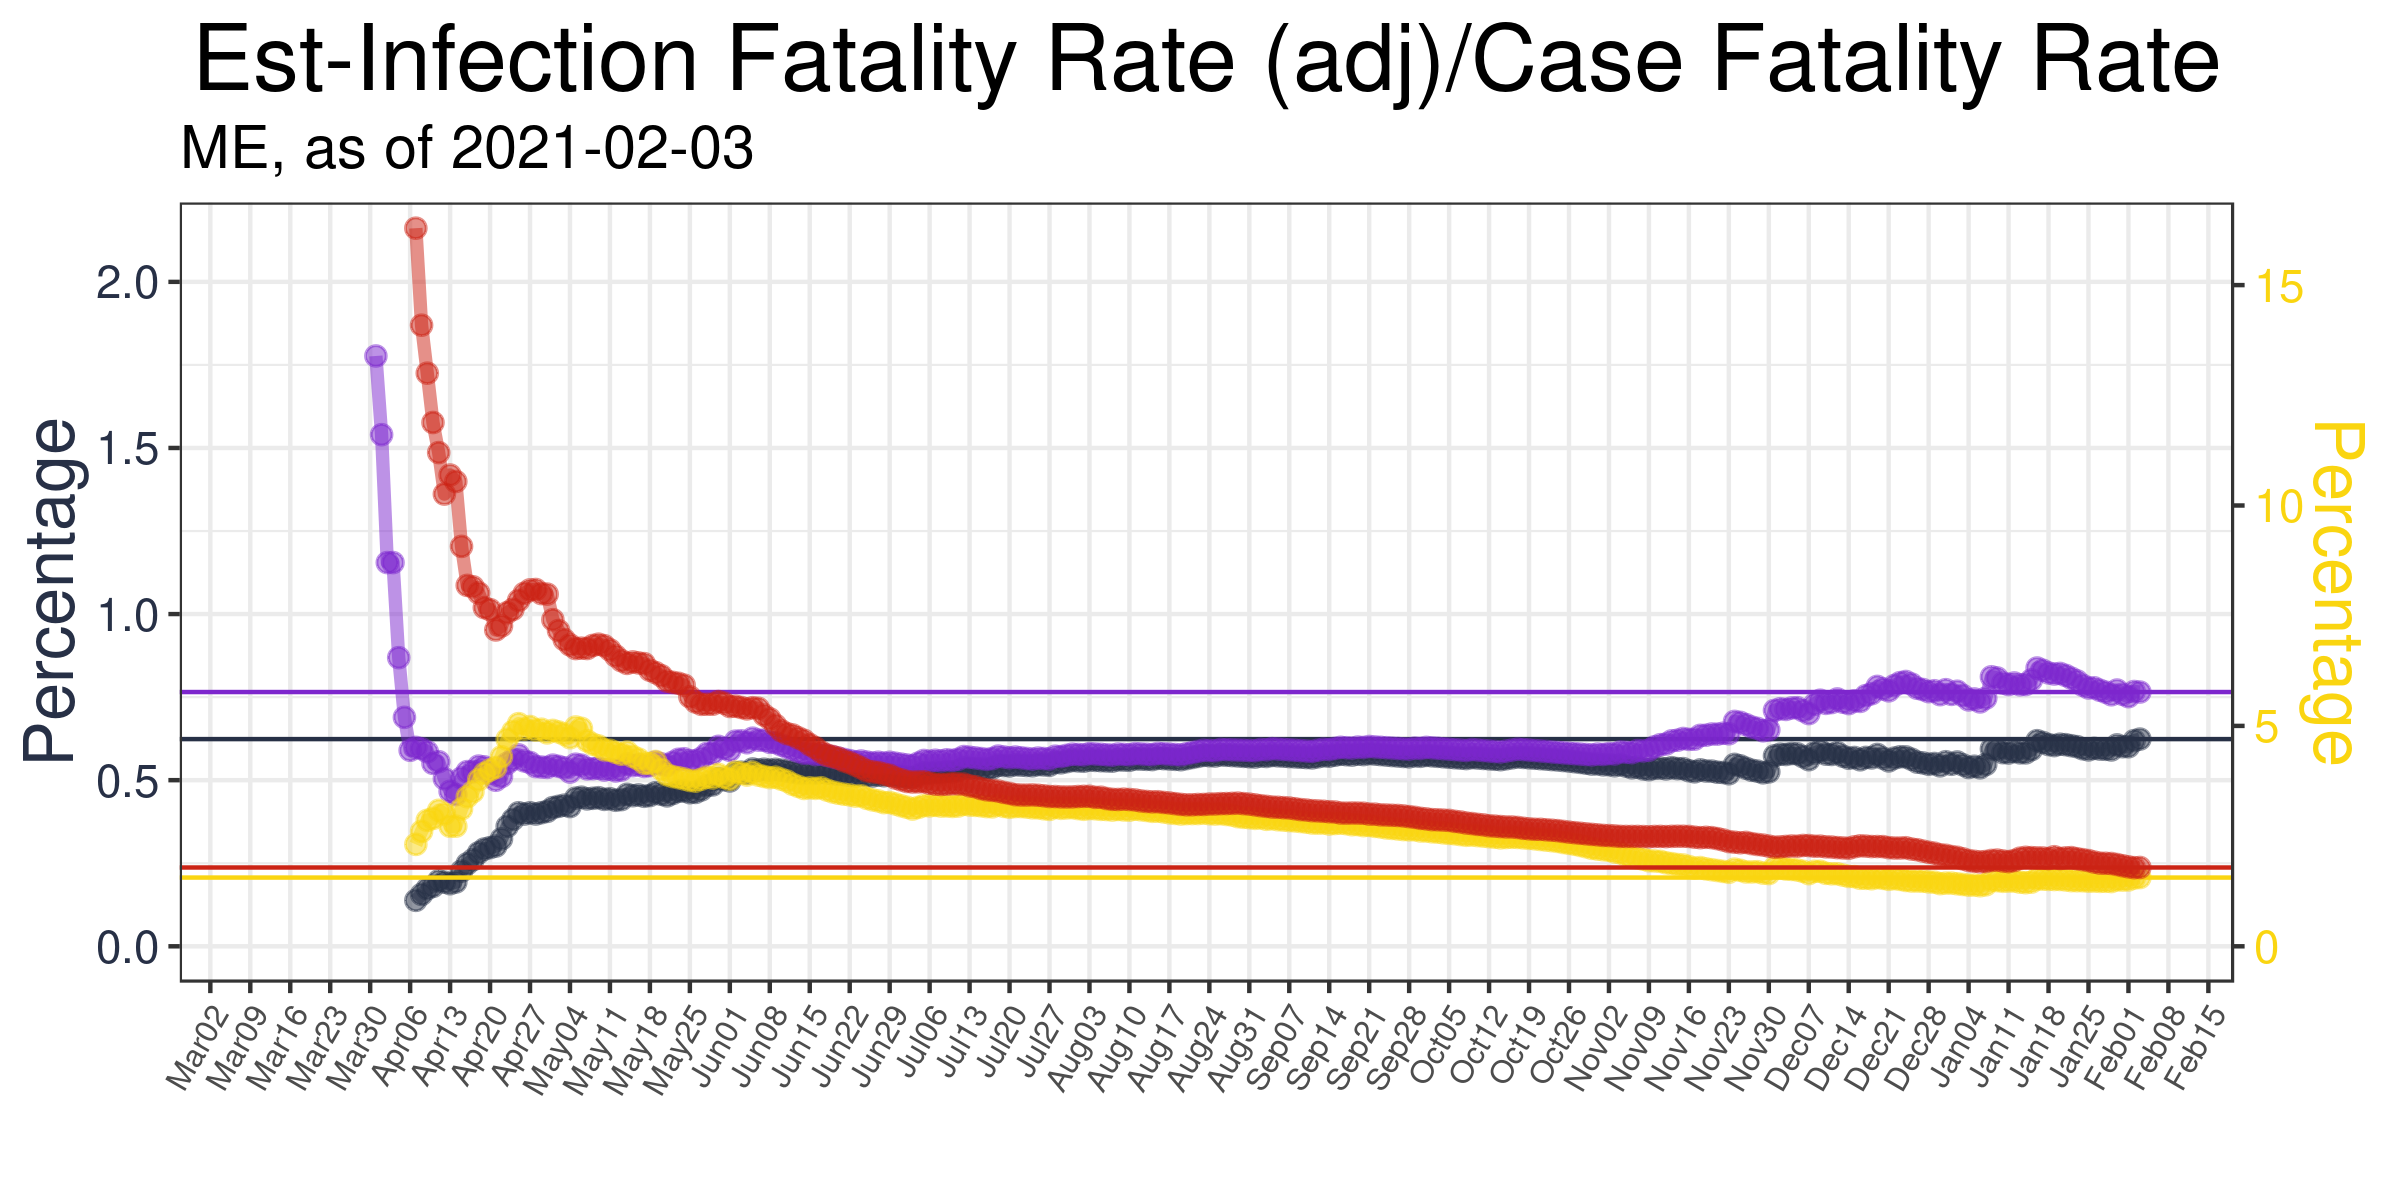 Est-Infection Fatality Rate (adj)/Case Fatality Rate
ME, as of 2021-02-03
Percentage
2.0
1.5
1.0
0.5
0.0
15
10
5
0
Percentage
Mar02
Mar09
Mar16
Mar23
Mar30
Apr06
Apr13
Apr20
Apr27
May04
May11
May18
May25
Jun01
Jun08
Jun15
Jun22
Jun29
Jul06
Jul13
Jul20
Jul27
Aug03
Aug10
Aug17
Aug24
Aug31
Sep07
Sep14
Sep21
Sep28
Oct05
Oct12
Oct19
Oct26
Nov02
Nov09
Nov16
Nov23
Nov30
Dec07
Dec14
Dec21
Dec28
Jan04
Jan11
Jan18
Jan25
Feb01
Feb08
Feb15